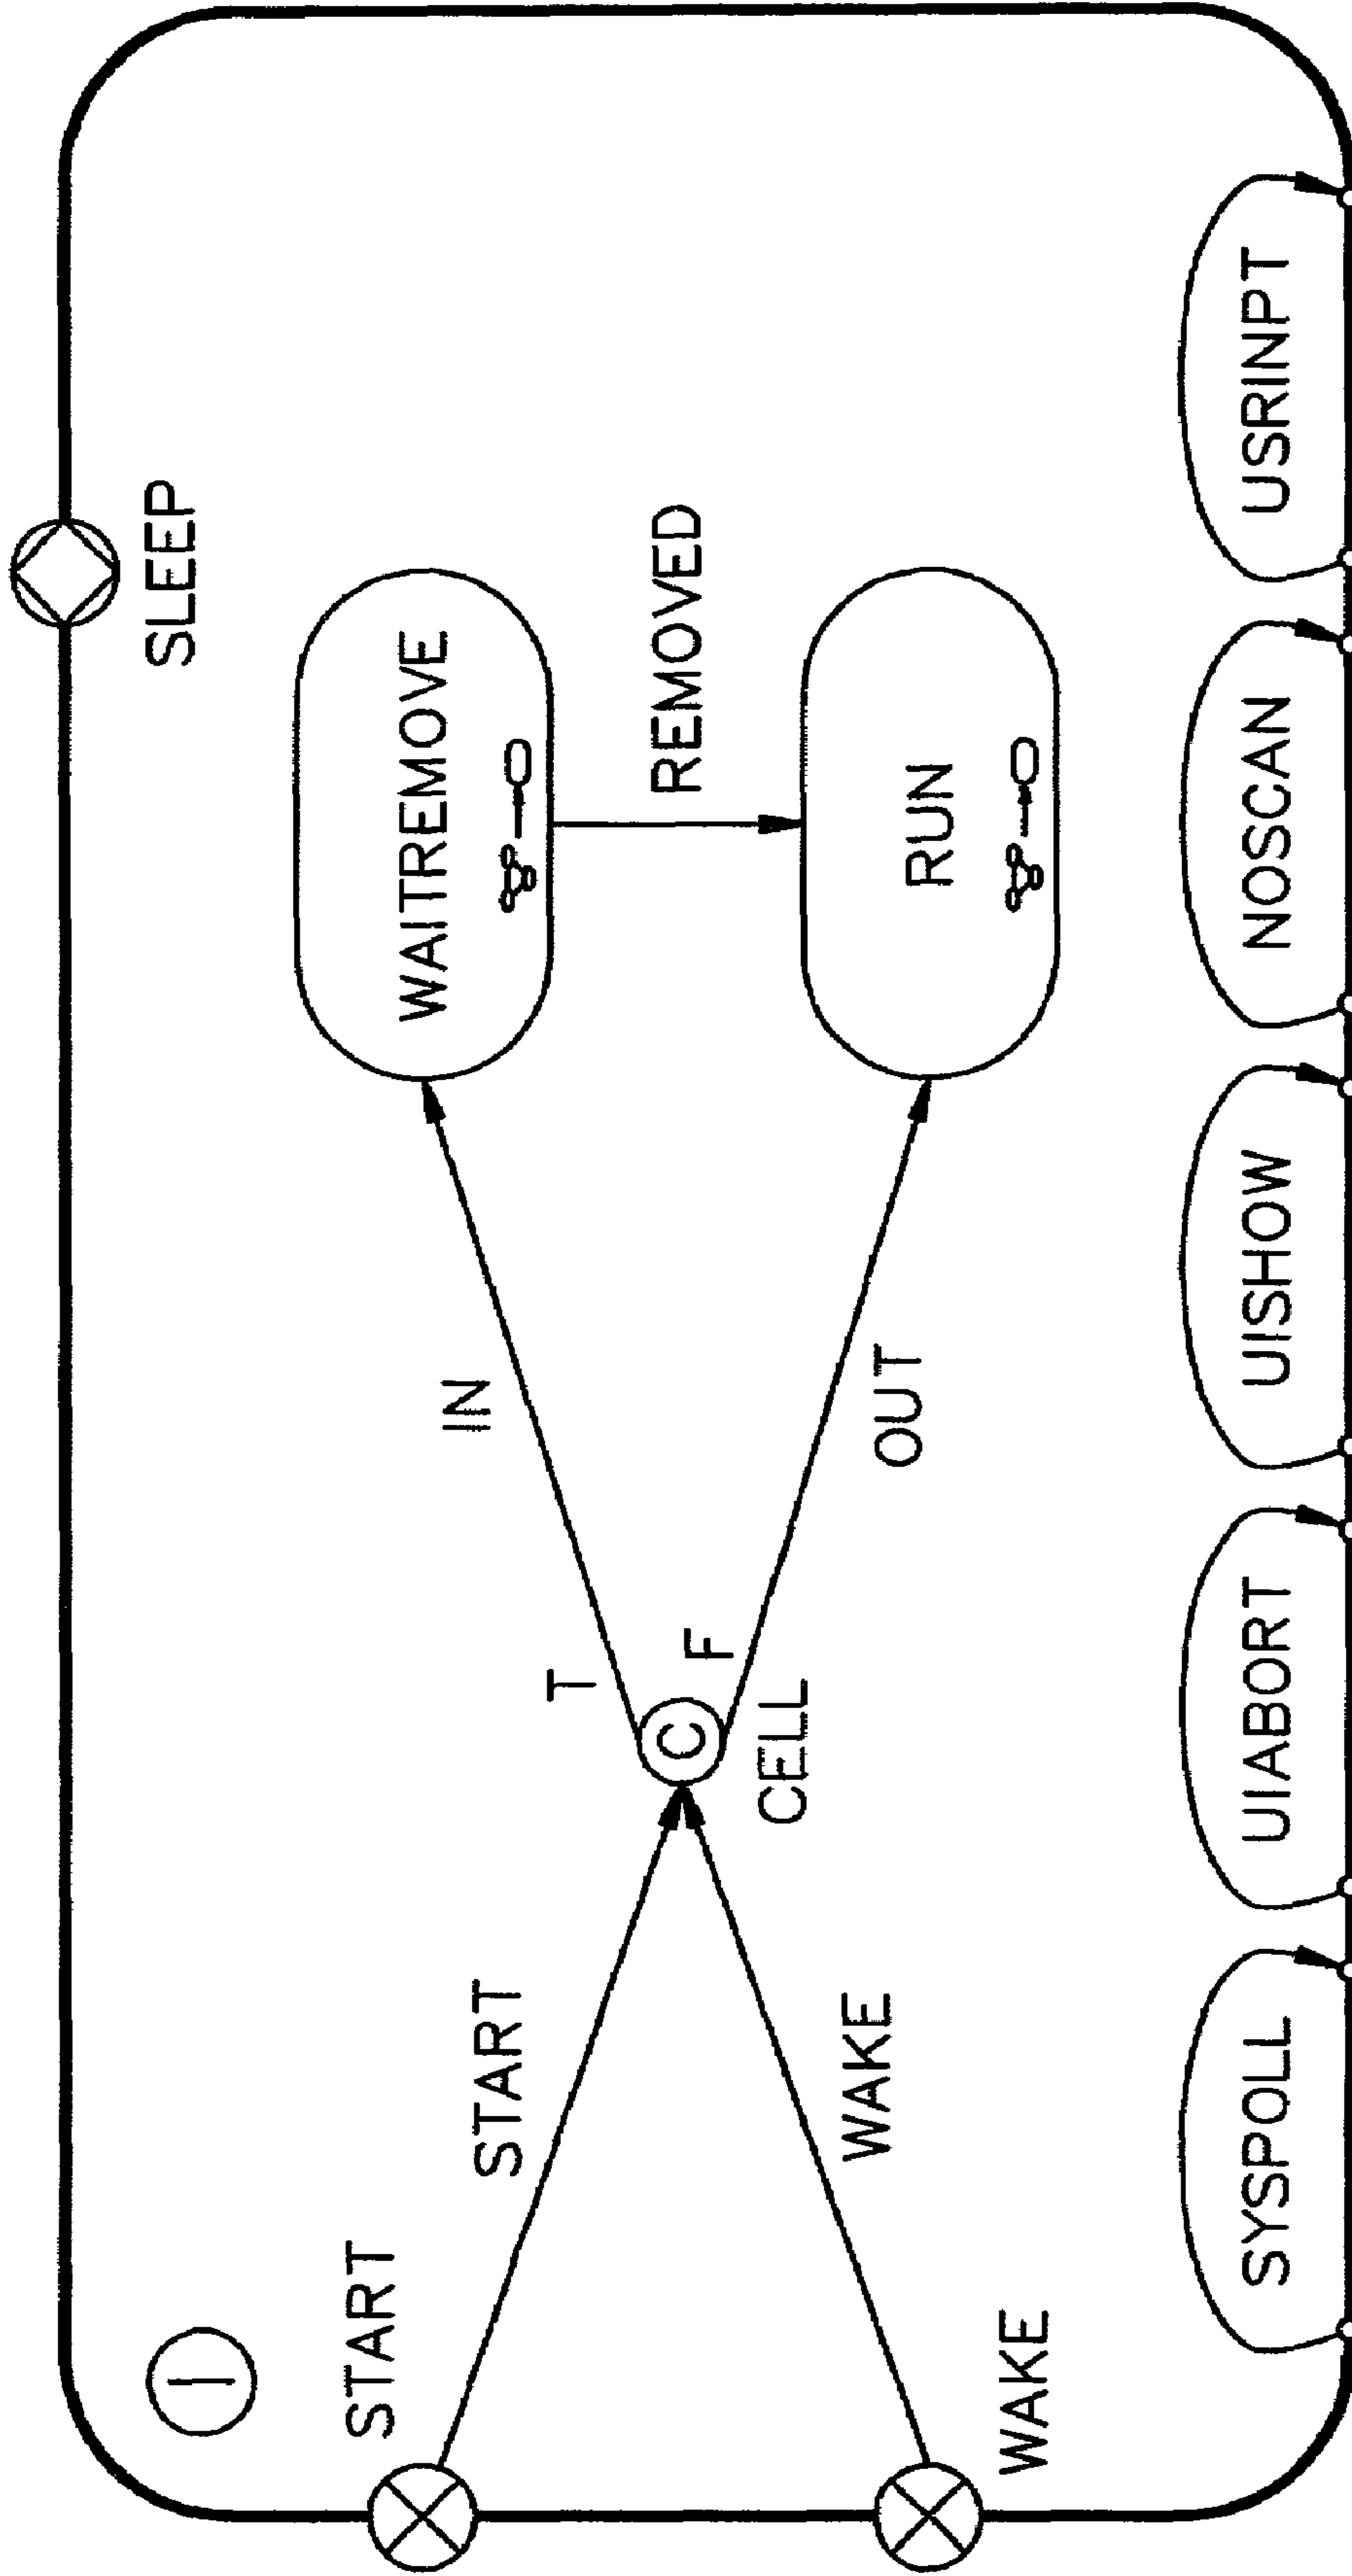 SLEEP
I
START
START
WAKE
WAKE
T
C
F
CELL
IN
OUT
WAITREMOVE
REMOVED
RUN
SYSPOLL
UIABORT
UISHOW
NOSCAN
USRINPT